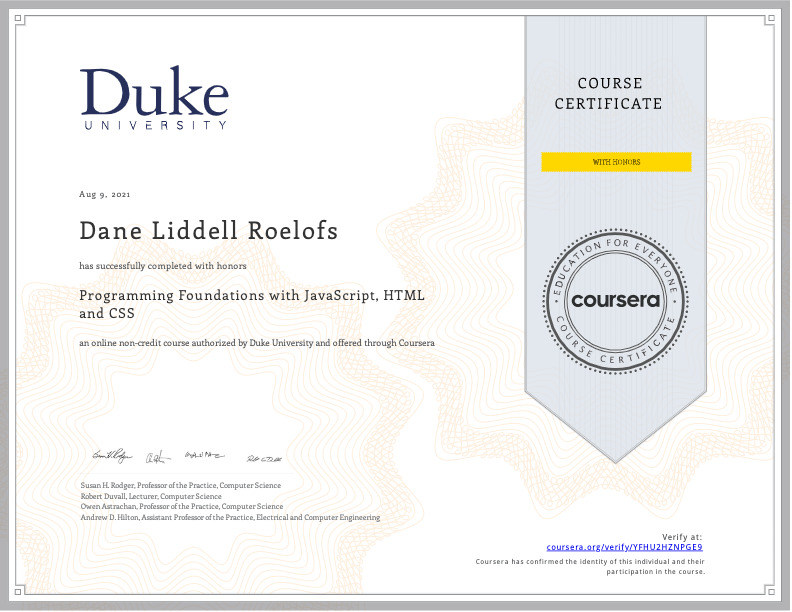 Duke
UNIVERSITY
COURSE
CERTIFICATE
WITH HONORS
Aug 9, 2021
Dane Liddell Roelofs
has successfully completed with honors
Programming Foundations with JavaScript, HTML
and CSS
an online non-credit course authorized by Duke University and offered through Coursera
EDUCATION FOR EVERYONE
coursera
COURSE CERTIFICATE
Susan H. Rodger, Professor of the Practice, Computer Science
Robert Duvall, Lecturer, Computer Science
Owen Astrachan, Professor of the Practice, Computer Science
Andrew D. Hilton, Assistant Professor of the Practice, Electrical and Computer Engineering
Verify at:
coursera.org/verify/YFHU2HZNPGE9
Coursera has confirmed the identity of this individual and their
participation in the course.